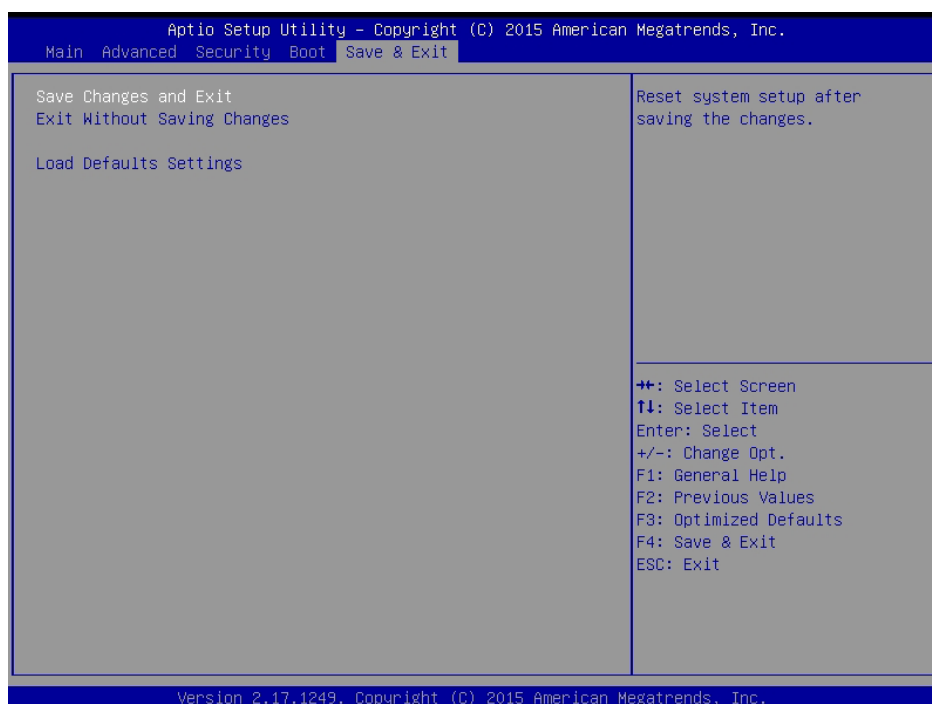 Aptio Setup Utility – Copyright (C) 2015 American Megatrends, Inc.
Main Advanced Security Boot Save & Exit
Save Changes and Exit
Exit Without Saving Changes
Load Defaults Settings
Reset system setup after
saving the changes.
→←: Select Screen
↑↓: Select Item
Enter: Select
+/-: Change Opt.
F1: General Help
F2: Previous Values
F3: Optimized Defaults
F4: Save & Exit
ESC: Exit
Version 2.17.1249. Copyright (C) 2015 American Megatrends, Inc.